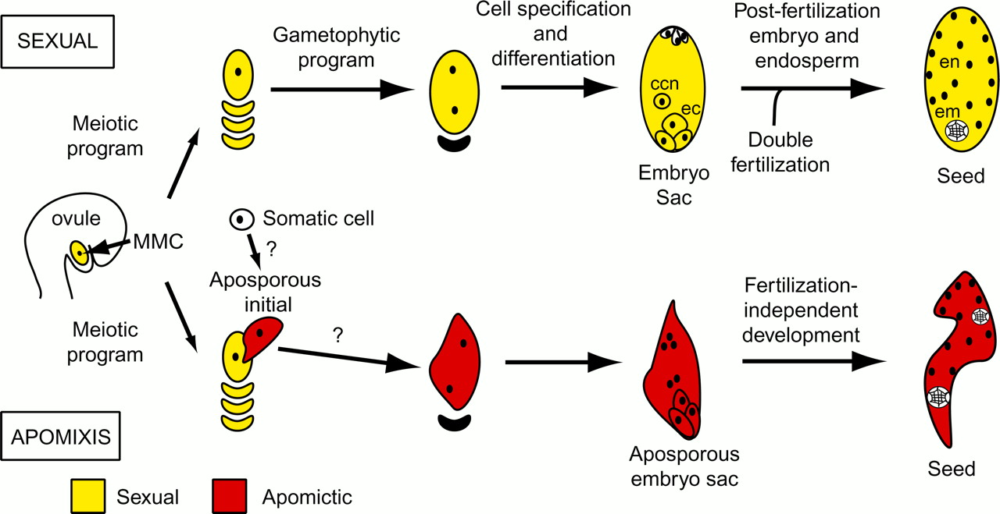 SEXUAL
Gametophytic
program
Cell specification
and
differentiation
Post-fertilization
embryo and
endosperm
Meiotic
program
ccn
ec
en
em
Double
fertilization
Embryo
Sac
Seed
ovule
MMC
Somatic cell
?
Aposporous
initial
Meiotic
program
?
Fertilization-
independent
development
APOMIXIS
Aposporous
embryo sac
Seed
Sexual
Apomictic